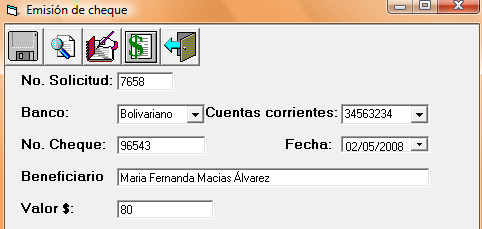 Emisión de cheque
No. Solicitud: 7658
Banco: Bolivariano Cuentas corrientes: 34563234
No. Cheque: 96543 Fecha: 02/05/2008
Beneficiario Maria Fernanda Macias Álvarez
Valor $: 80